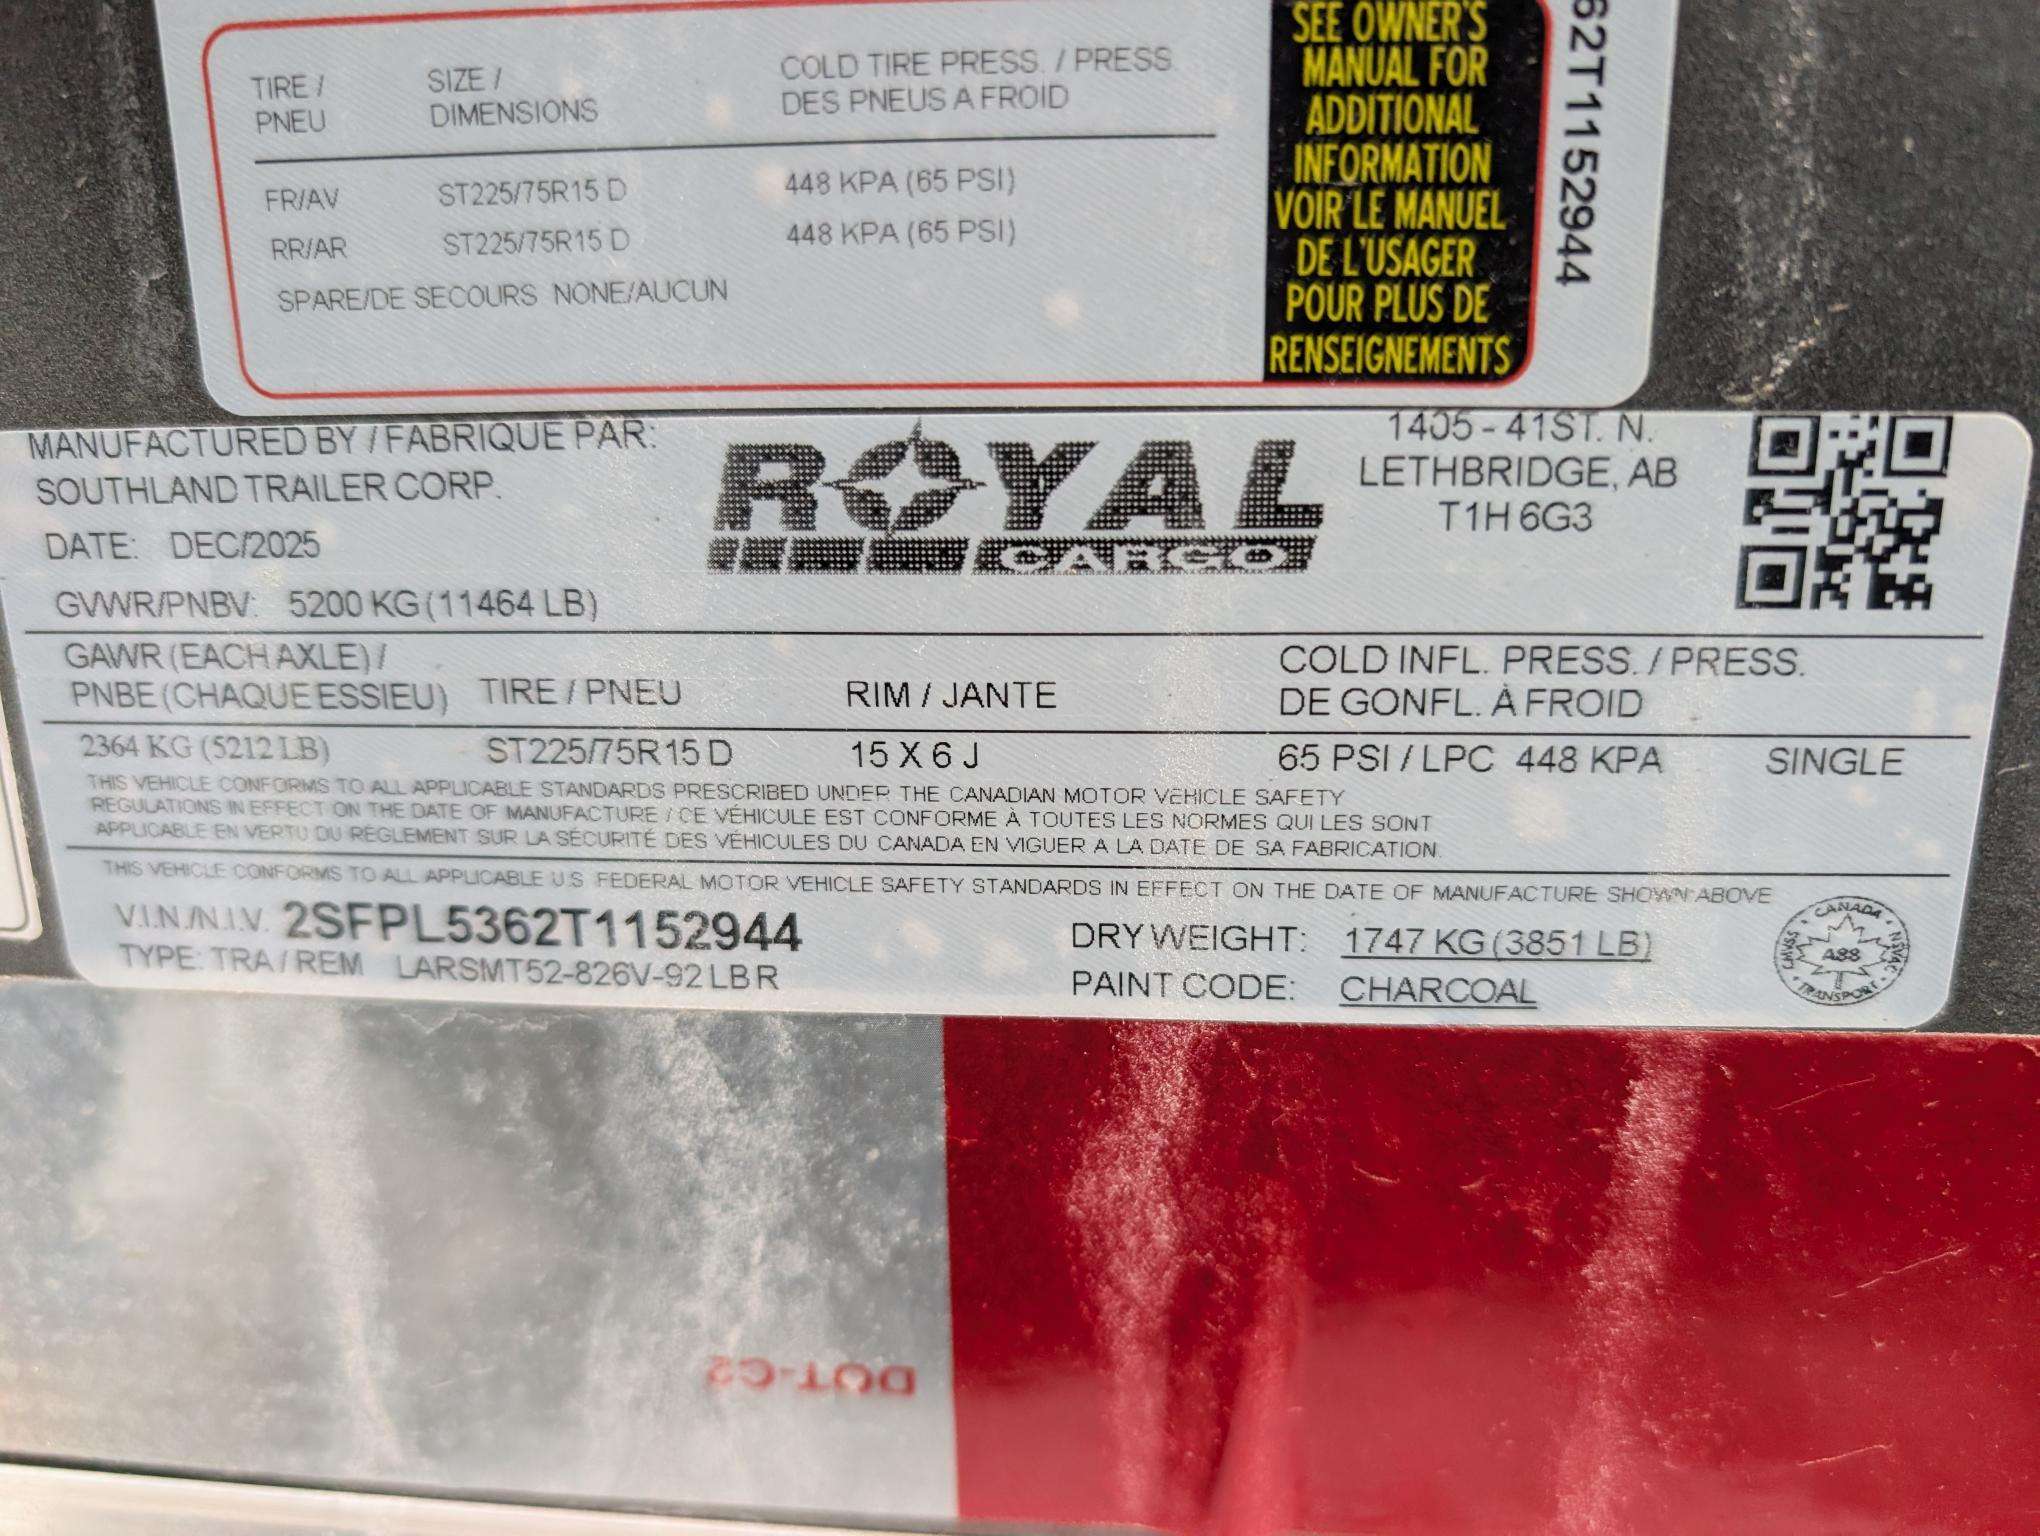 TIRE / PNEU SIZE / DIMENSIONS COLD TIRE PRESS. / PRESS. DES PNEUS A FROID
FR/AV ST225/75R15 D 448 KPA (65 PSI)
RR/AR ST225/75R15 D 448 KPA (65 PSI)
SPARE/DE SECOURS NONE/AUCUN
SEE OWNER'S
MANUAL FOR
ADDITIONAL
INFORMATION
VOIR LE MANUEL
DE L'USAGER
POUR PLUS DE
RENSEIGNEMENTS
62T1152944
MANUFACTURED BY / FABRIQUE PAR:
SOUTHLAND TRAILER CORP.
DATE: DEC/2025
GVWR/PNBV: 5200 KG (11464 LB)
ROYAL
CARGO
1405 - 41ST. N.
LETHBRIDGE, AB
T1H 6G3
GAWR (EACH AXLE) / PNBE (CHAQUE ESSIEU) TIRE / PNEU RIM / JANTE COLD INFL. PRESS. / PRESS. DE GONFL. À FROID
2364 KG (5212 LB) ST225/75R15 D 15 X 6 J 65 PSI / LPC 448 KPA SINGLE
THIS VEHICLE CONFORMS TO ALL APPLICABLE STANDARDS PRESCRIBED UNDER THE CANADIAN MOTOR VEHICLE SAFETY
REGULATIONS IN EFFECT ON THE DATE OF MANUFACTURE / CE VÉHICULE EST CONFORME À TOUTES LES NORMES QUI LES SONT
APPLICABLE EN VERTU DU RÈGLEMENT SUR LA SÉCURITÉ DES VÉHICULES DU CANADA EN VIGUER A LA DATE DE SA FABRICATION.
THIS VEHICLE CONFORMS TO ALL APPLICABLE U.S. FEDERAL MOTOR VEHICLE SAFETY STANDARDS IN EFFECT ON THE DATE OF MANUFACTURE SHOWN ABOVE
V.I.N./N.I.V. 2SFPL5362T1152944
TYPE: TRA / REM LARSMT52-826V-92 LB R
DRY WEIGHT: 1747 KG (3851 LB)
PAINT CODE: CHARCOAL
CANADA
CMVSS A88 NSVAC
TRANSPORT
DOT-C2